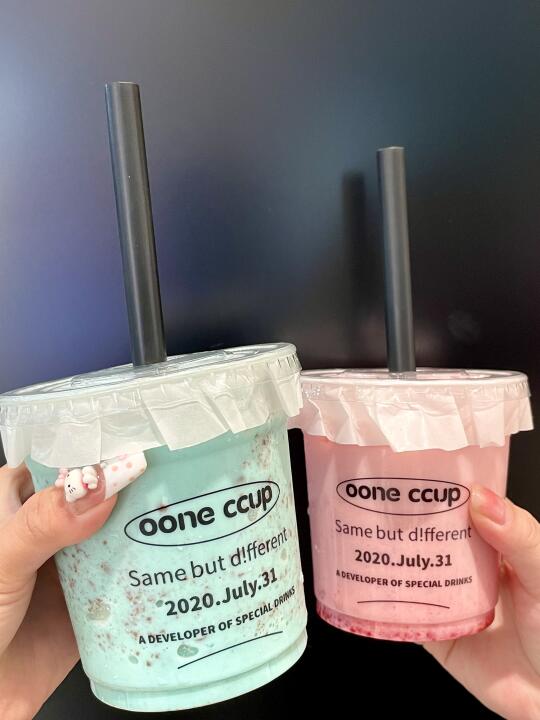 oone ccup
Same but d!fferent
2020.July.31
A DEVELOPER OF SPECIAL DRINKS
oone ccup
Same but d!fferent
2020.July.31
A DEVELOPER OF SPECIAL DRINKS